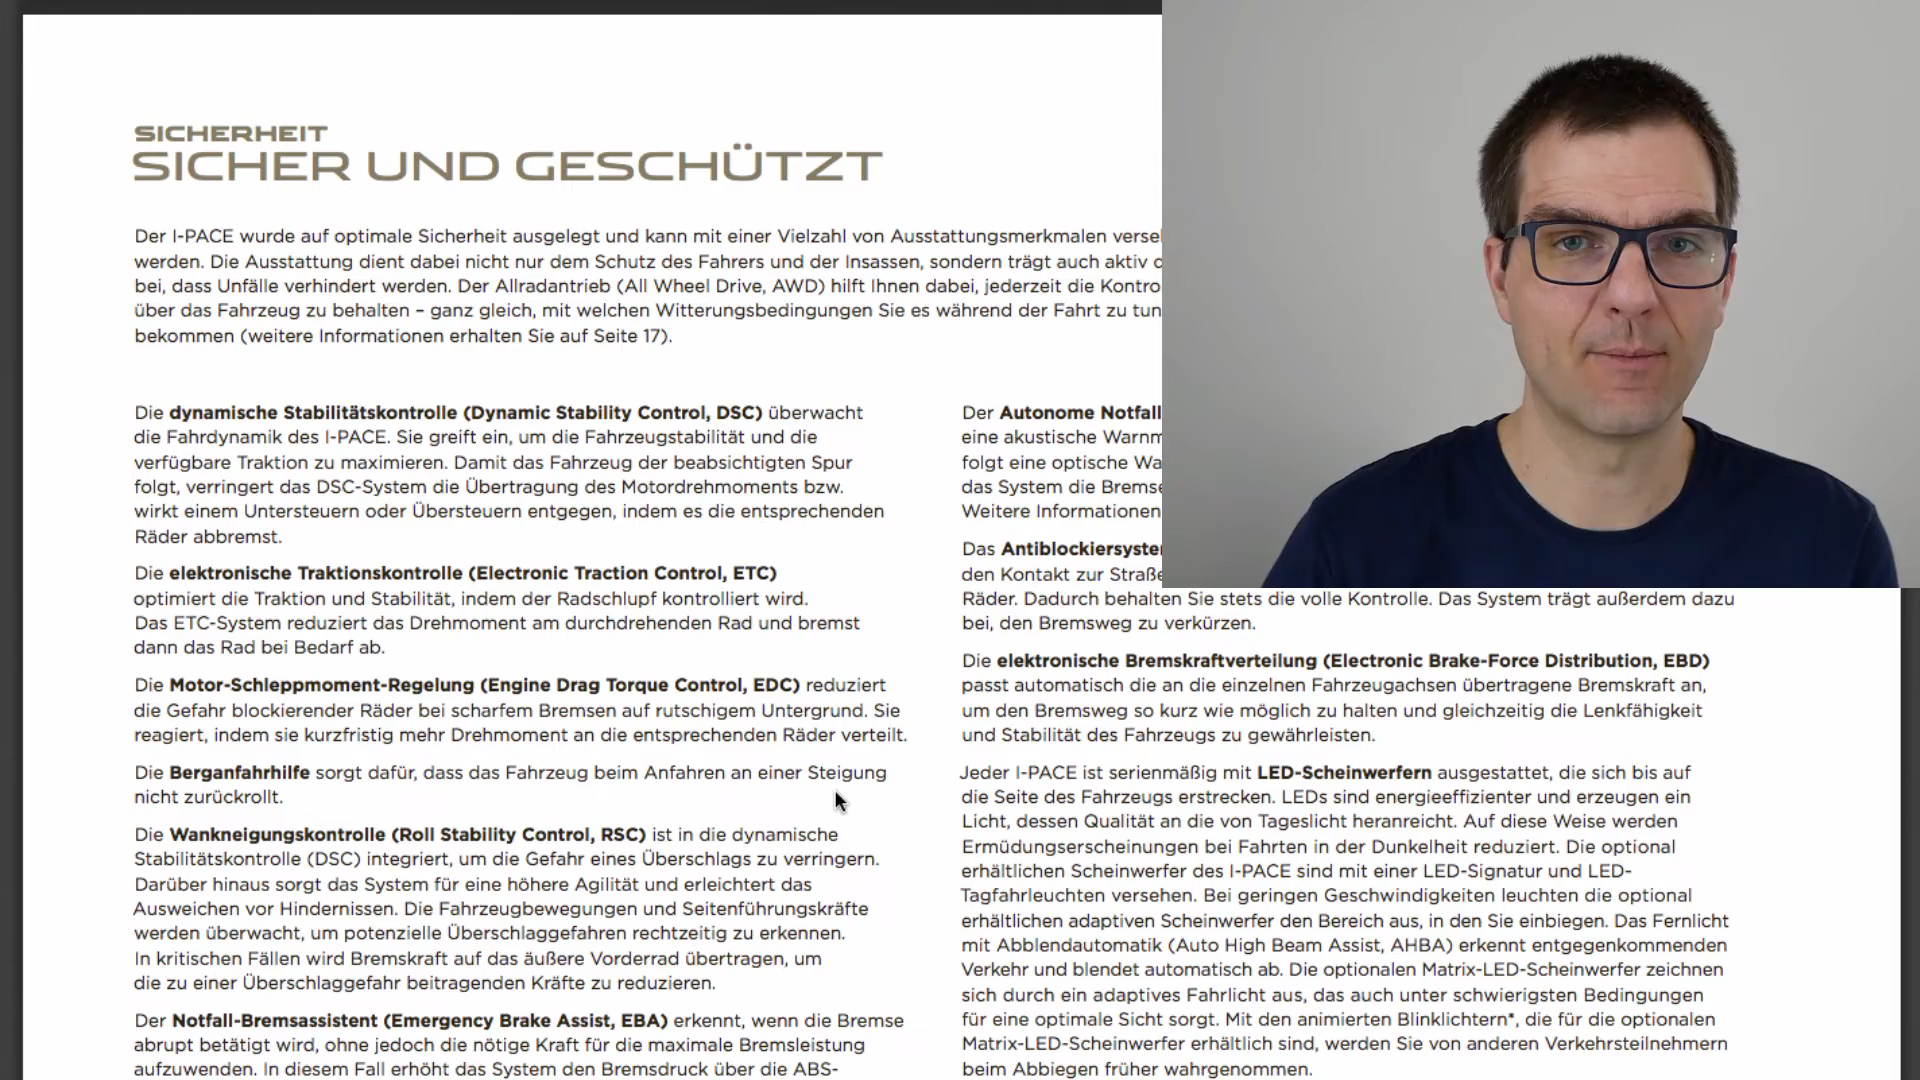 SICHERHEIT
SICHER UND GESCHÜTZT
Der I-PACE wurde auf optimale Sicherheit ausgelegt und kann mit einer Vielzahl von Ausstattungsmerkmalen
werden. Die Ausstattung dient dabei nicht nur dem Schutz des Fahrers und der Insassen, sondern trägt auch aktiv
bei, dass Unfälle verhindert werden. Der Allradantrieb (All Wheel Drive, AWD) hilft Ihnen dabei, jederzeit die
über das Fahrzeug zu behalten – ganz gleich, mit welchen Witterungsbedingungen Sie es während der Fahrt zu tun
bekommen (weitere Informationen erhalten Sie auf Seite 17).
Die dynamische Stabilitätskontrolle (Dynamic Stability Control, DSC) überwacht
die Fahrdynamik des I-PACE. Sie greift ein, um die Fahrzeugstabilität und die
verfügbare Traktion zu maximieren. Damit das Fahrzeug der beabsichtigten Spur
folgt, verringert das DSC-System die Übertragung des Motordrehmoments bzw.
wirkt einem Untersteuern oder Übersteuern entgegen, indem es die entsprechenden
Räder abbremst.
Die elektronische Traktionskontrolle (Electronic Traction Control, ETC)
optimiert die Traktion und Stabilität, indem der Radschlupf kontrolliert wird.
Das ETC-System reduziert das Drehmoment am durchdrehenden Rad und bremst
dann das Rad bei Bedarf ab.
Die Motor-Schleppmoment-Regelung (Engine Drag Torque Control, EDC) reduziert
die Gefahr blockierender Räder bei scharfem Bremsen auf rutschigem Untergrund. Sie
reagiert, indem sie kurzfristig mehr Drehmoment an die entsprechenden Räder verteilt.
Die Berganfahrhilfe sorgt dafür, dass das Fahrzeug beim Anfahren an einer Steigung
nicht zurückrollt.
Die Wankneigungskontrolle (Roll Stability Control, RSC) ist in die dynamische
Stabilitätskontrolle (DSC) integriert, um die Gefahr eines Überschlags zu verringern.
Darüber hinaus sorgt das System für eine höhere Agilität und erleichtert das
Ausweichen vor Hindernissen. Die Fahrzeugbewegungen und Seitenführungskräfte
werden überwacht, um potenzielle Überschlaggefahren rechtzeitig zu erkennen.
In kritischen Fällen wird Bremskraft auf das äußere Vorderrad übertragen, um
die zu einer Überschlaggefahr beitragenden Kräfte zu reduzieren.
Der Notfall-Bremsassistent (Emergency Brake Assist, EBA) erkennt, wenn die Bremse
abrupt betätigt wird, ohne jedoch die nötige Kraft für die maximale Bremsleistung
aufzuwenden. In diesem Fall erhöht das System den Bremsdruck über die ABS-
Der Autonome
eine akustische
folgt eine optische
das System die
Weitere Informationen
Das
den Kontakt zur
Räder. Dadurch behalten Sie stets die volle Kontrolle. Das System trägt außerdem dazu
bei, den Bremsweg zu verkürzen.
Die elektronische Bremskraftverteilung (Electronic Brake-Force Distribution, EBD)
passt automatisch die an die einzelnen Fahrzeugachsen übertragene Bremskraft an,
um den Bremsweg so kurz wie möglich zu halten und gleichzeitig die Lenkfähigkeit
und Stabilität des Fahrzeugs zu gewährleisten.
Jeder I-PACE ist serienmäßig mit LED-Scheinwerfern ausgestattet, die sich bis auf
die Seite des Fahrzeugs erstrecken. LEDs sind energieeffizienter und erzeugen ein
Licht, dessen Qualität an die von Tageslicht heranreicht. Auf diese Weise werden
Ermüdungserscheinungen bei Fahrten in der Dunkelheit reduziert. Die optional
erhältlichen Scheinwerfer des I-PACE sind mit einer LED-Signatur und LED-
Tagfahrleuchten versehen. Bei geringen Geschwindigkeiten leuchten die optional
erhältlichen adaptiven Scheinwerfer den Bereich aus, in den Sie einbiegen. Das Fernlicht
mit Abblendautomatik (Auto High Beam Assist, AHBA) erkennt entgegenkommenden
Verkehr und blendet automatisch ab. Die optionalen Matrix-LED-Scheinwerfer zeichnen
sich durch ein adaptives Fahrlicht aus, das auch unter schwierigsten Bedingungen
für eine optimale Sicht sorgt. Mit den animierten Blinklichtern*, die für die optionalen
Matrix-LED-Scheinwerfer erhältlich sind, werden Sie von anderen Verkehrsteilnehmern
beim Abbiegen früher wahrgenommen.